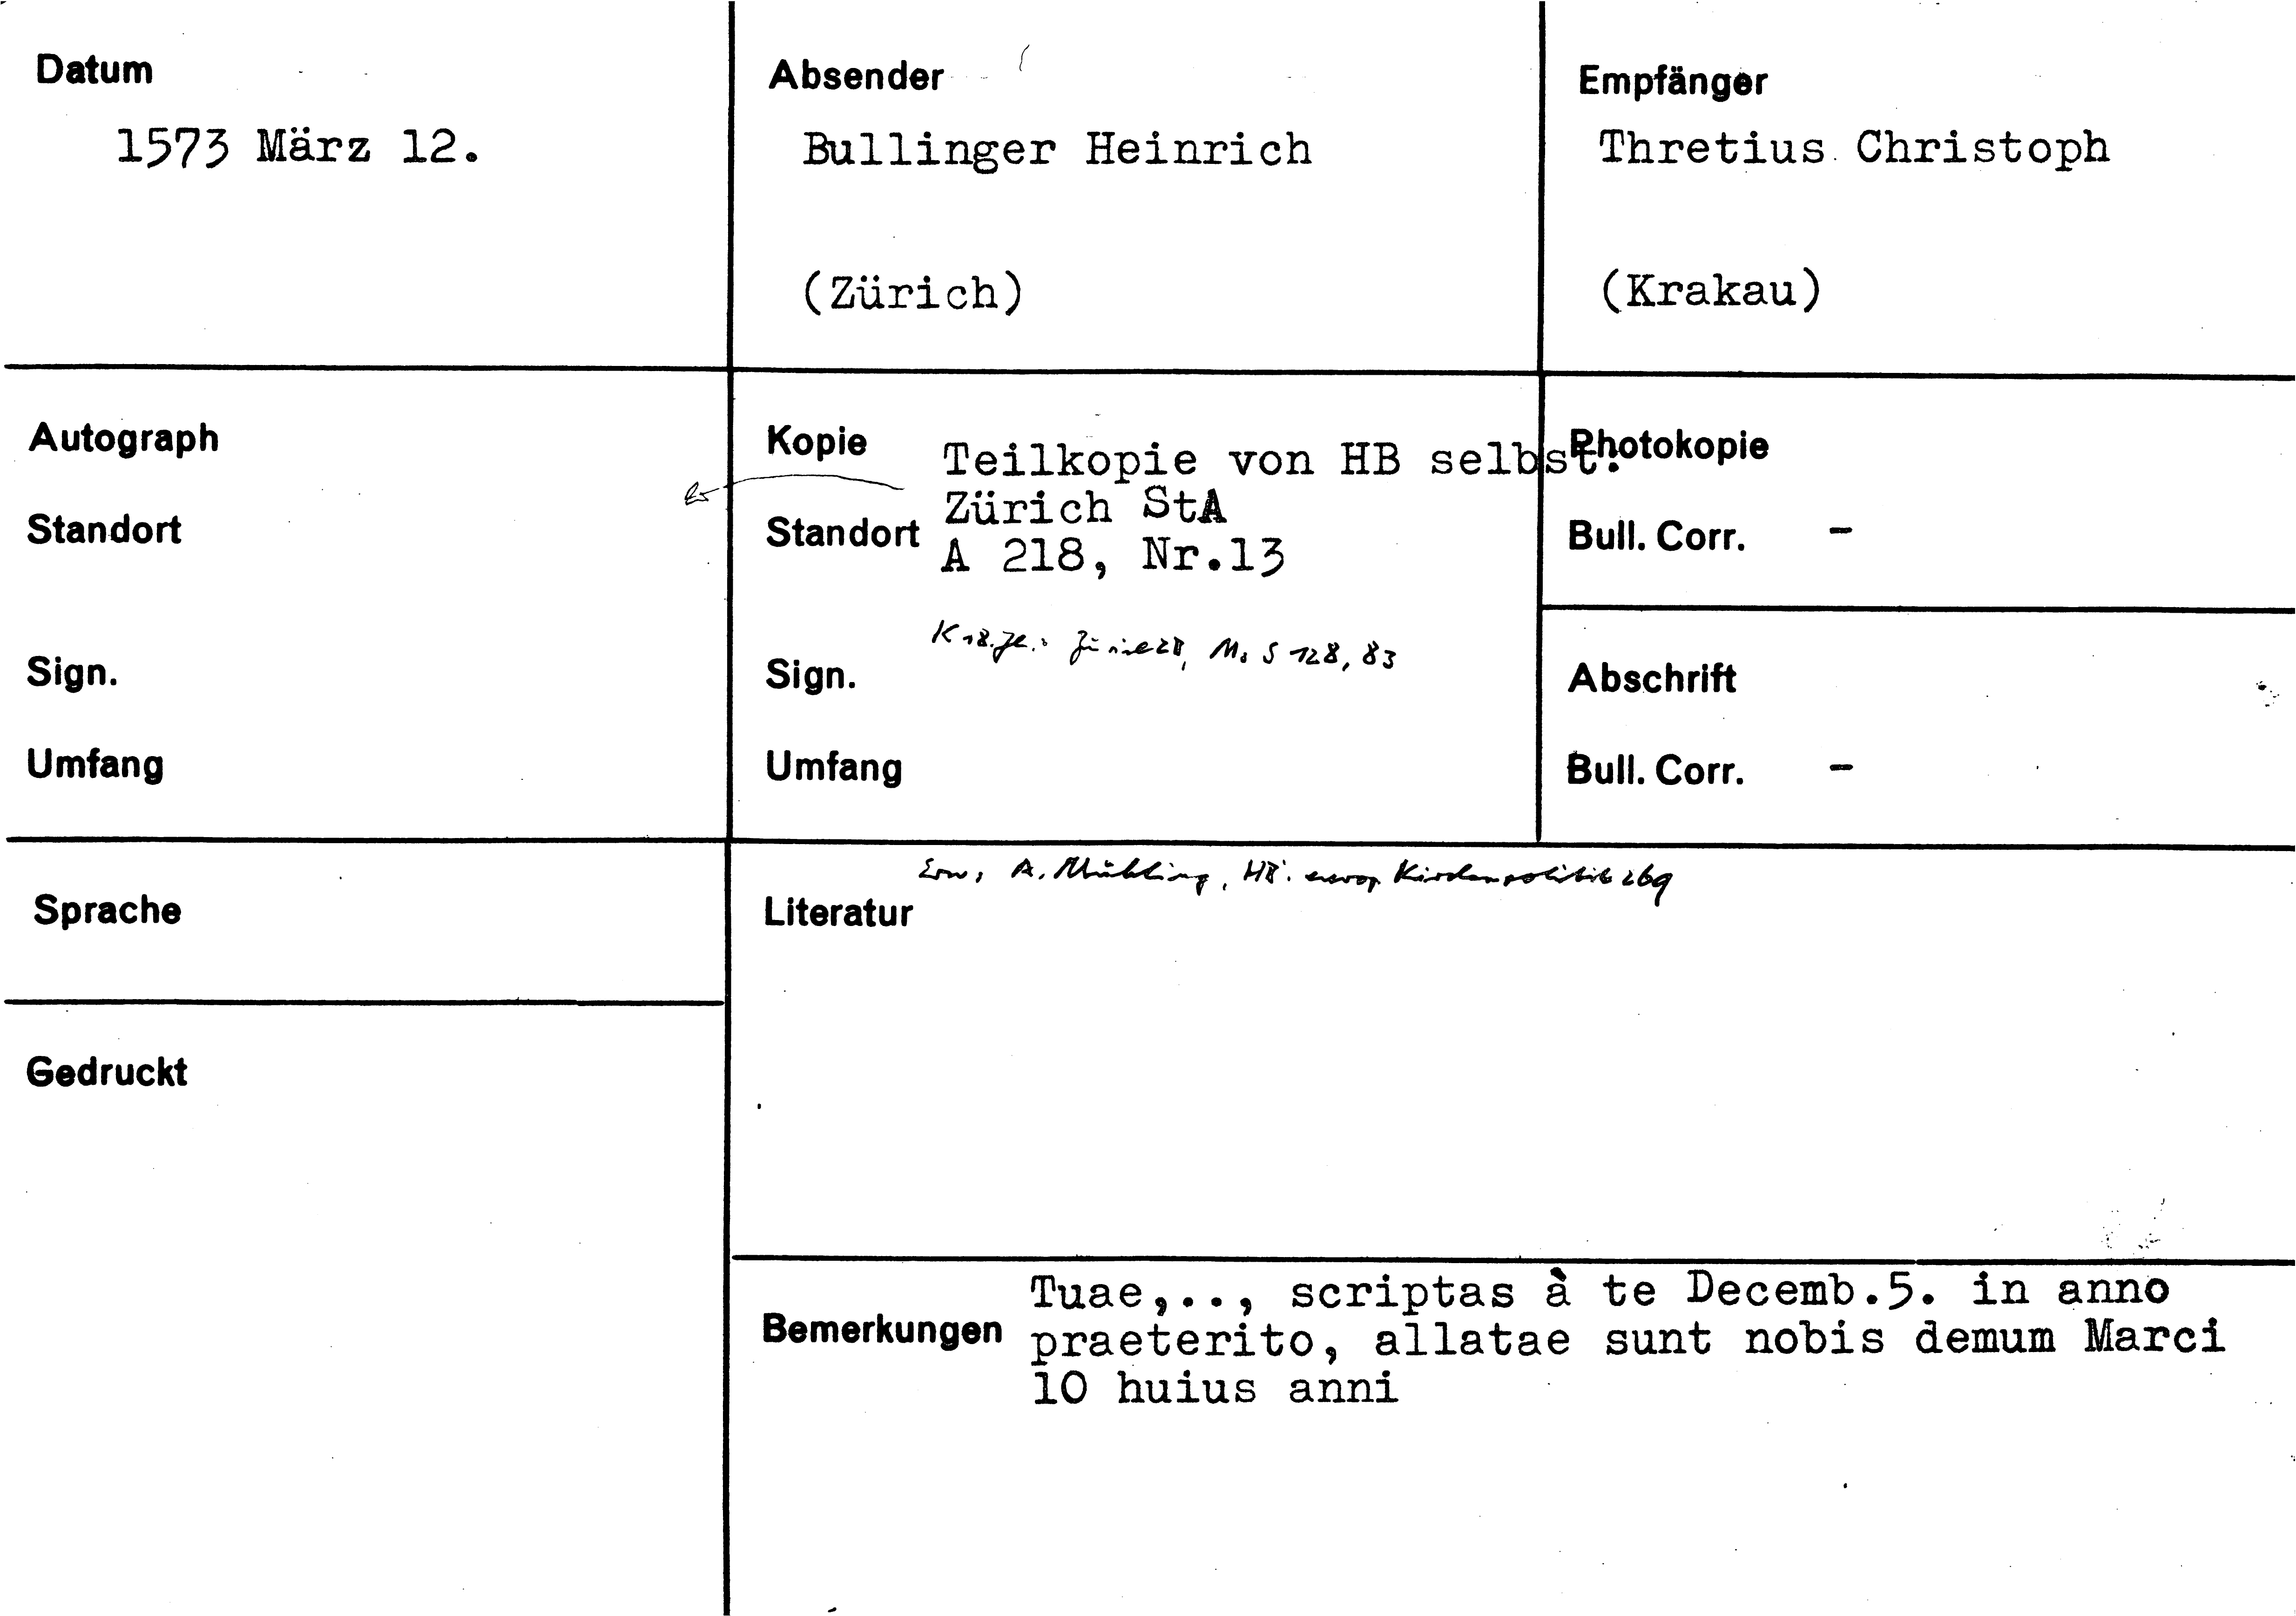 Datum
1573 März 12.
Absender
Bullinger Heinrich
(Zürich)
Empfänger
Thretius Christoph
(Krakau)
Autograph
Standort
Sign.
Umfang
Kopie
Teilkopie von HB selbst.
Zürich StA
Standort
A 218, Nr.13
K 18. Jh.: Zürich ZB, Ms S 128, 83
Sign.
Umfang
Photokopie
Bull. Corr. -
Abschrift
Bull. Corr. -
Sprache
Gedruckt
Erw: A. Mühling, HB. europ. Kirchenpolitik 269
Literatur
Bemerkungen
Tuae,.., scriptas à te Decemb.5. in anno
praeterito, allatae sunt nobis demum Marci
10 huius anni